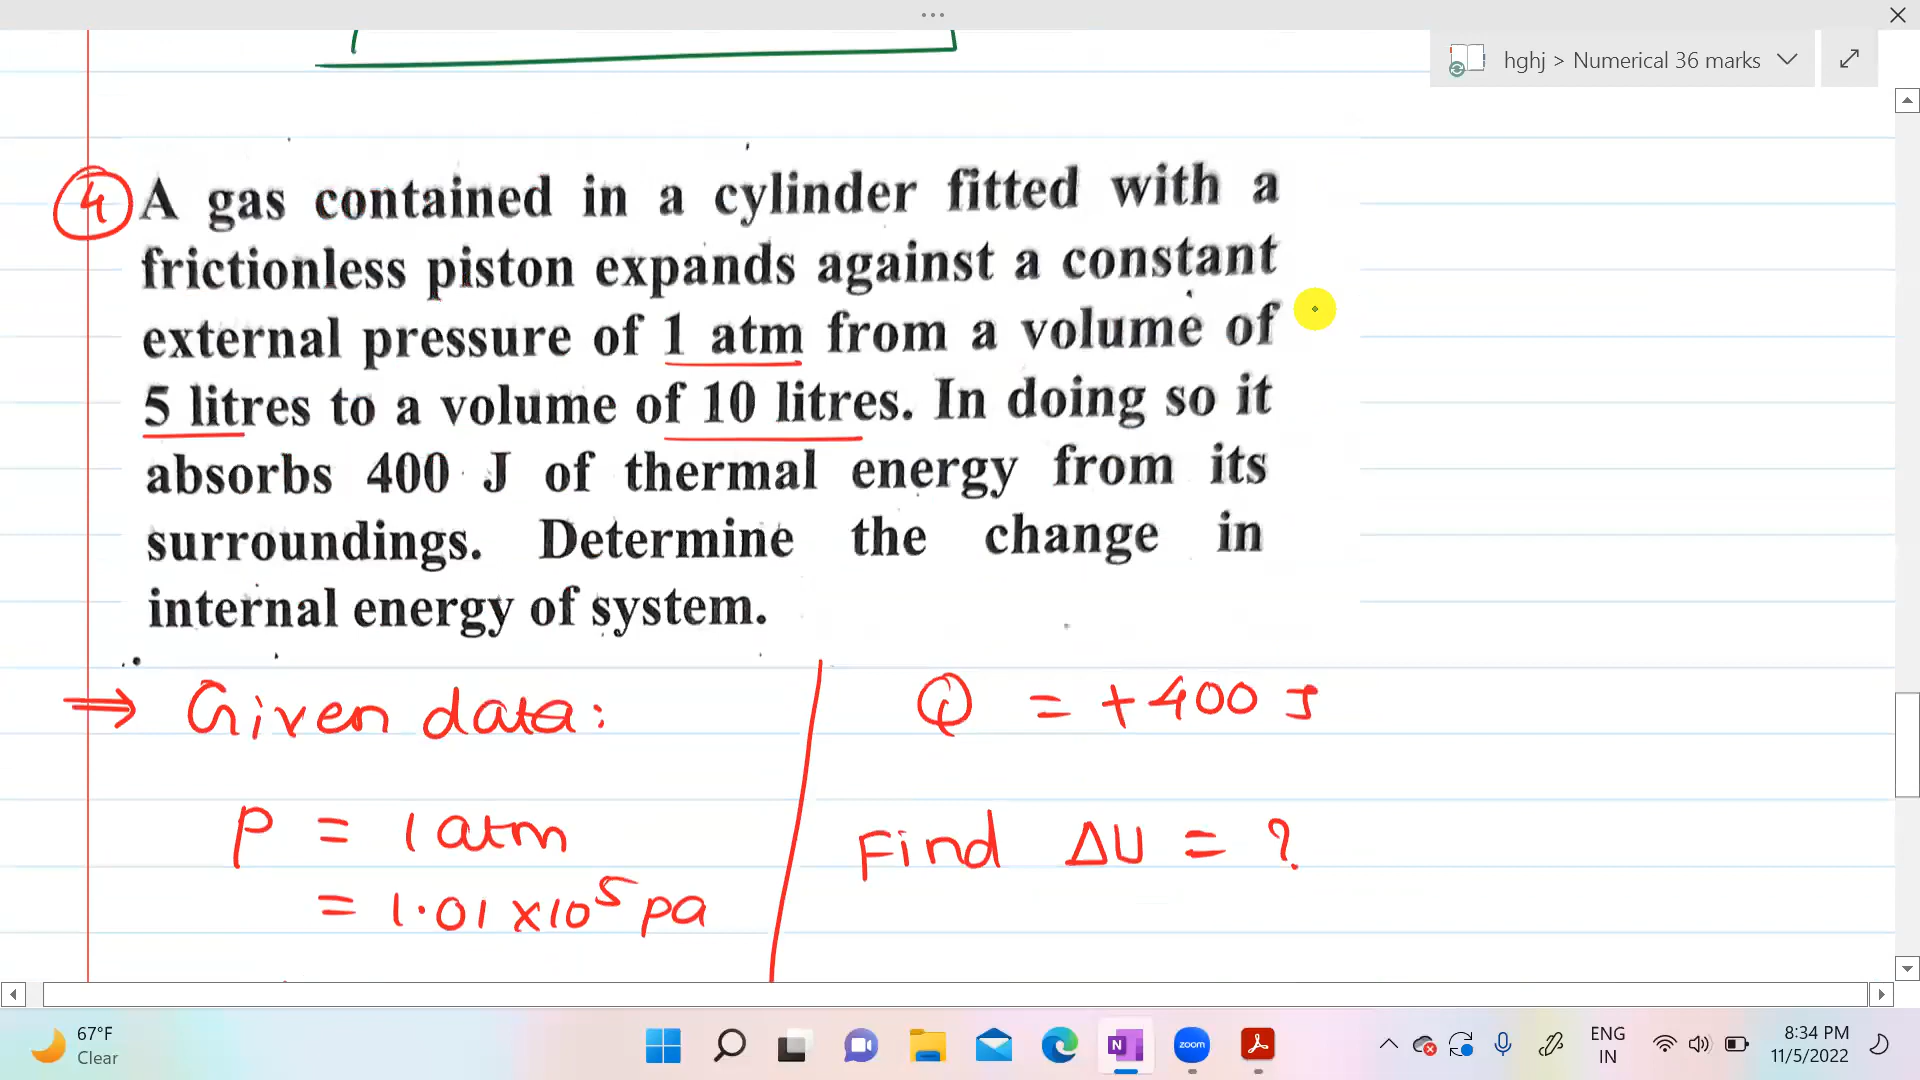 hghj > Numerical 36 marks
4 A gas contained in a cylinder fitted with a
frictionless piston expands against a constant
external pressure of 1 atm from a volume of
5 litres to a volume of 10 litres. In doing so it
absorbs 400 J of thermal energy from its
surroundings. Determine the change in
internal energy of system.
⇒ Given data:
P = 1 atm
= 1.01 × 10⁵ pa
Q = +400 J
Find ΔU = ?
67°F
Clear
zoom
ENG
IN
8:34 PM
11/5/2022